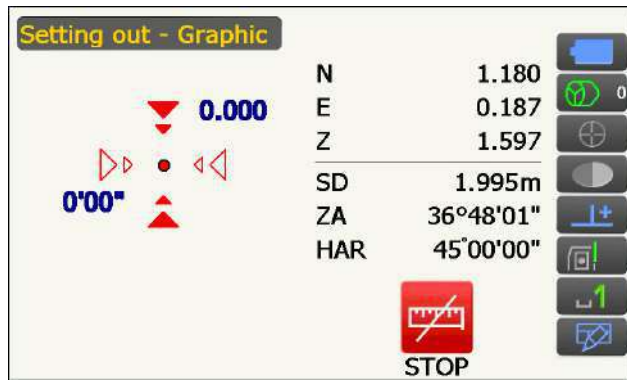 Setting out - Graphic
0.000
0'00"
N 1.180
E 0.187
Z 1.597
SD 1.995m
ZA 36°48'01"
HAR 45°00'00"
STOP
0
1